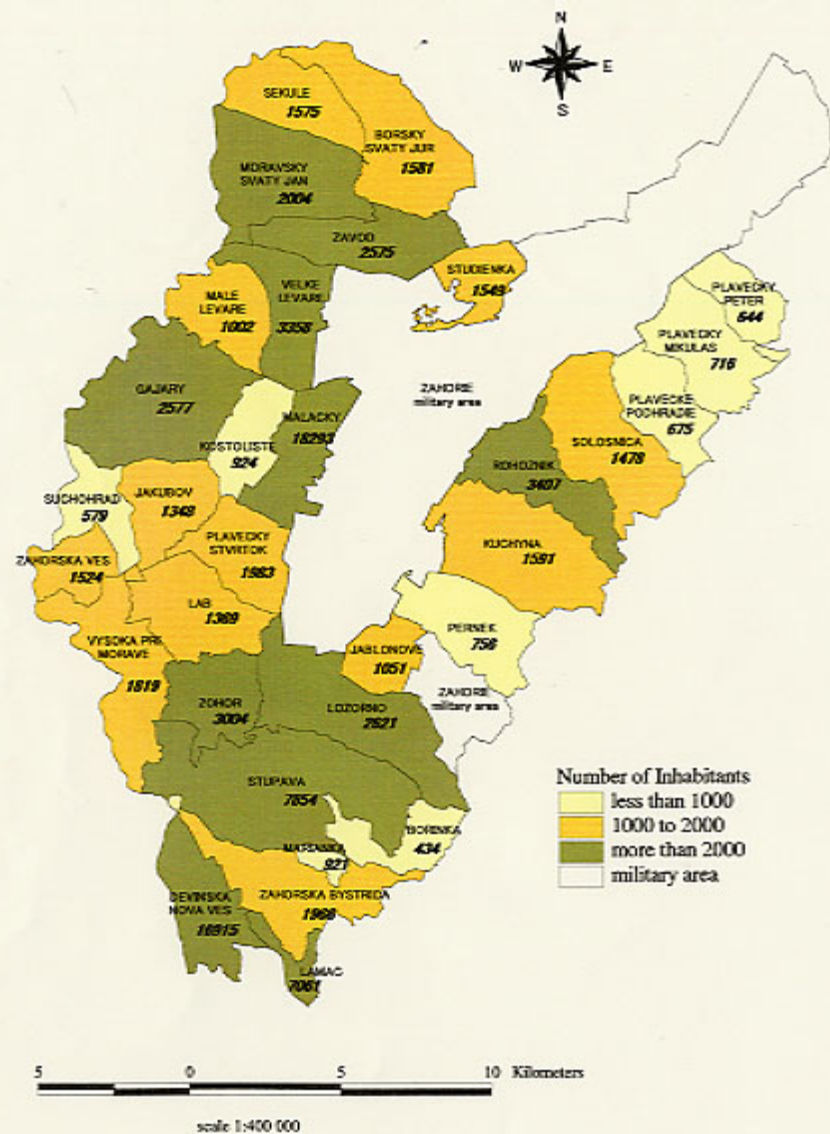 N
W E
S
SEKULE
1575
BORSKY
SVATY JUR
1581
MORAVSKY
SVATY JAN
2004
ZAVOD
2575
STUDIENKA
1549
VELKE
LEVARE
3358
MALE
LEVARE
1002
PLAVECKY
PETER
644
PLAVECKY
MIKULAS
716
GAJARY
2577
ZAHORIE
military area
PLAVECKE
PODHRADIE
675
MALACKY
18293
KOSTOLISTE
924
SOLOSNICA
1478
ROHOZNIK
3407
SUCHOHRAD
579
JAKUBOV
1348
PLAVECKY
STVRTOK
1983
KUCHYNA
1591
ZAHORSKA VES
1524
LAB
1369
PERNEK
756
VYSOKA PRI
MORAVE
1819
JABLONOVE
1051
ZAHORIE
military area
ZOHOR
3004
LOZORNO
2621
STUPAVA
7854
BORINKA
434
MARIANKA
921
DEVINSKA
NOVA VES
16915
ZAHORSKA BYSTRICA
1966
LAMAC
7061
Number of Inhabitants
less than 1000
1000 to 2000
more than 2000
military area
5 0 5 10 Kilometers
scale 1:400 000